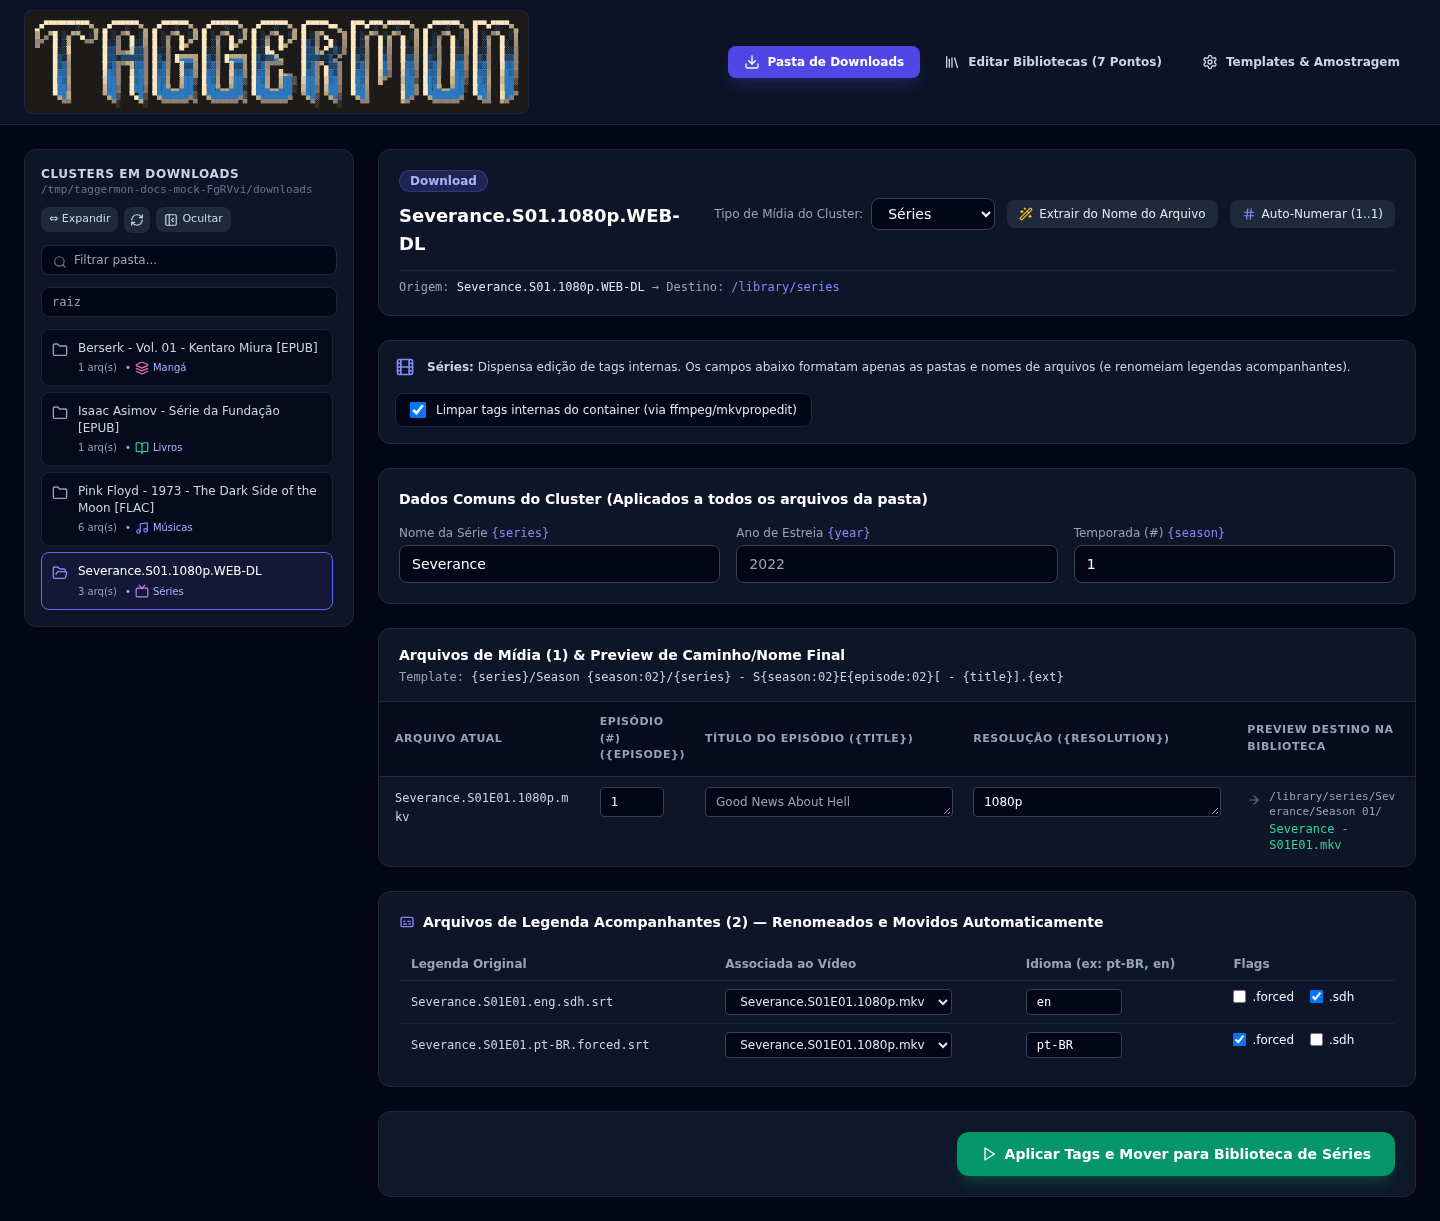 TAGGERMON
Pasta de Downloads
Editar Bibliotecas (7 Pontos)
Templates & Amostragem
CLUSTERS EM DOWNLOADS
/tmp/taggermon-docs-mock-FgRVvi/downloads
⇔ Expandir
Ocultar
Filtrar pasta...
raiz
Berserk - Vol. 01 - Kentaro Miura [EPUB]
1 arq(s) • Mangá
Isaac Asimov - Série da Fundação
[EPUB]
1 arq(s) • Livros
Pink Floyd - 1973 - The Dark Side of the
Moon [FLAC]
6 arq(s) • Músicas
Severance.S01.1080p.WEB-DL
3 arq(s) • Séries
Download
Severance.S01.1080p.WEB-
DL
Tipo de Mídia do Cluster:
Séries
Extrair do Nome do Arquivo
Auto-Numerar (1..1)
Origem: Severance.S01.1080p.WEB-DL → Destino: /library/series
Séries: Dispensa edição de tags internas. Os campos abaixo formatam apenas as pastas e nomes de arquivos (e renomeiam legendas acompanhantes).
Limpar tags internas do container (via ffmpeg/mkvpropedit)
Dados Comuns do Cluster (Aplicados a todos os arquivos da pasta)
Nome da Série {series}
Severance
Ano de Estreia {year}
2022
Temporada (#) {season}
1
Arquivos de Mídia (1) & Preview de Caminho/Nome Final
Template: {series}/Season {season:02}/{series} - S{season:02}E{episode:02}[ - {title}].{ext}
ARQUIVO ATUAL
EPISÓDIO
(#)
({EPISODE})
TÍTULO DO EPISÓDIO ({TITLE})
RESOLUÇÃO ({RESOLUTION})
PREVIEW DESTINO NA
BIBLIOTECA
Severance.S01E01.1080p.m
kv
1
Good News About Hell
1080p
→ /library/series/Sev
erance/Season 01/
Severance -
S01E01.mkv
Arquivos de Legenda Acompanhantes (2) — Renomeados e Movidos Automaticamente
Legenda Original
Associada ao Vídeo
Idioma (ex: pt-BR, en)
Flags
Severance.S01E01.eng.sdh.srt
Severance.S01E01.1080p.mkv
en
.forced
.sdh
Severance.S01E01.pt-BR.forced.srt
Severance.S01E01.1080p.mkv
pt-BR
.forced
.sdh
Aplicar Tags e Mover para Biblioteca de Séries